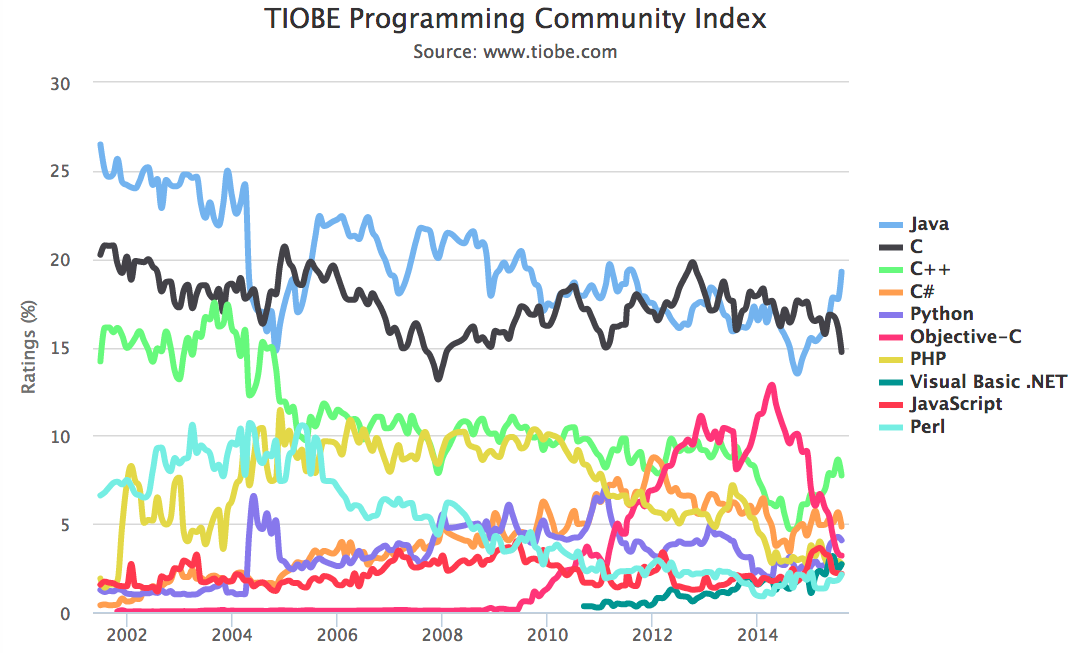 TIOBE Programming Community Index
Source: www.tiobe.com
Ratings (%)
30
25
20
15
10
5
0
2002 2004 2006 2008 2010 2012 2014
Java
C
C++
C#
Python
Objective-C
PHP
Visual Basic .NET
JavaScript
Perl